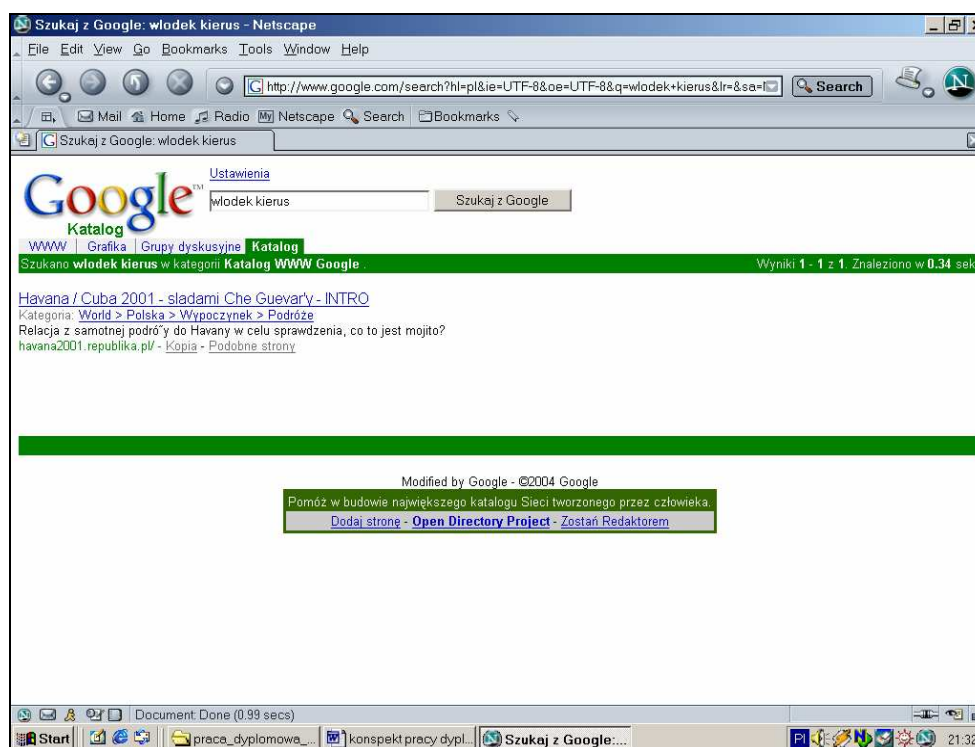 Szukaj z Google: wlodek kierus - Netscape
File Edit View Go Bookmarks Tools Window Help
http://www.google.com/search?hl=pl&ie=UTF-8&oe=UTF-8&q=wlodek+kierus&lr=&sa=
Search
Mail Home Radio My Netscape Search Bookmarks
Szukaj z Google: wlodek kierus
Google™
Katalog
Ustawienia
wlodek kierus
Szukaj z Google
WWW Grafika Grupy dyskusyjne Katalog
Szukano wlodek kierus w kategorii Katalog WWW Google . Wyniki 1 - 1 z 1. Znaleziono w 0.34 sek
Havana / Cuba 2001 - sladami Che Guevar'y - INTRO
Kategoria: World > Polska > Wypoczynek > Podróże
Relacja z samotnej podró˝y do Havany w celu sprawdzenia, co to jest mojito?
havana2001.republika.pl/ - Kopia - Podobne strony
Modified by Google - ©2004 Google
Pomóż w budowie największego katalogu Sieci tworzonego przez człowieka.
Dodaj stronę - Open Directory Project - Zostań Redaktorem
Document: Done (0.99 secs)
Start praca_dyplomowa_... konspekt pracy dypl... Szukaj z Google:... Pl